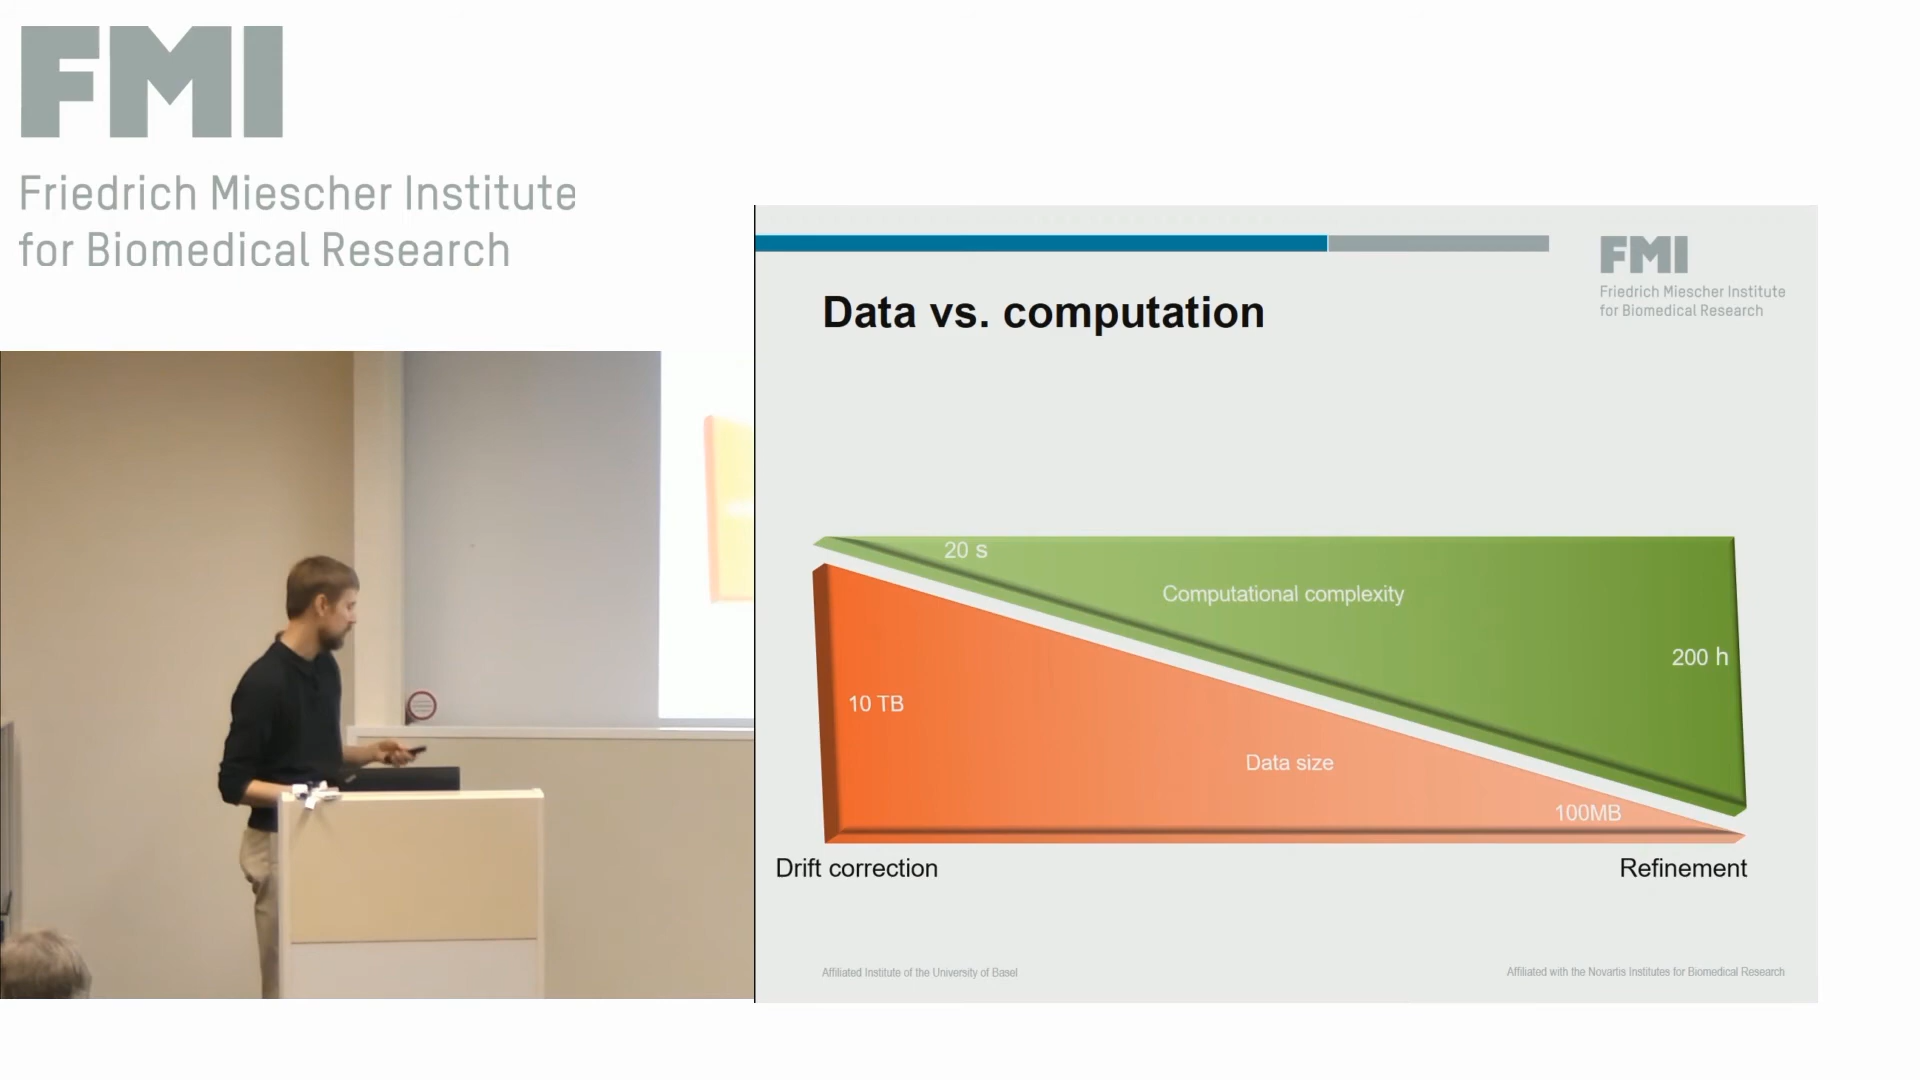 FMI
Friedrich Miescher Institute
for Biomedical Research
FMI
Friedrich Miescher Institute
for Biomedical Research
Data vs. computation
20 s
Computational complexity
200 h
10 TB
Data size
100MB
Drift correction
Refinement
Affiliated Institute of the University of Basel
Affiliated with the Novartis Institutes for Biomedical Research